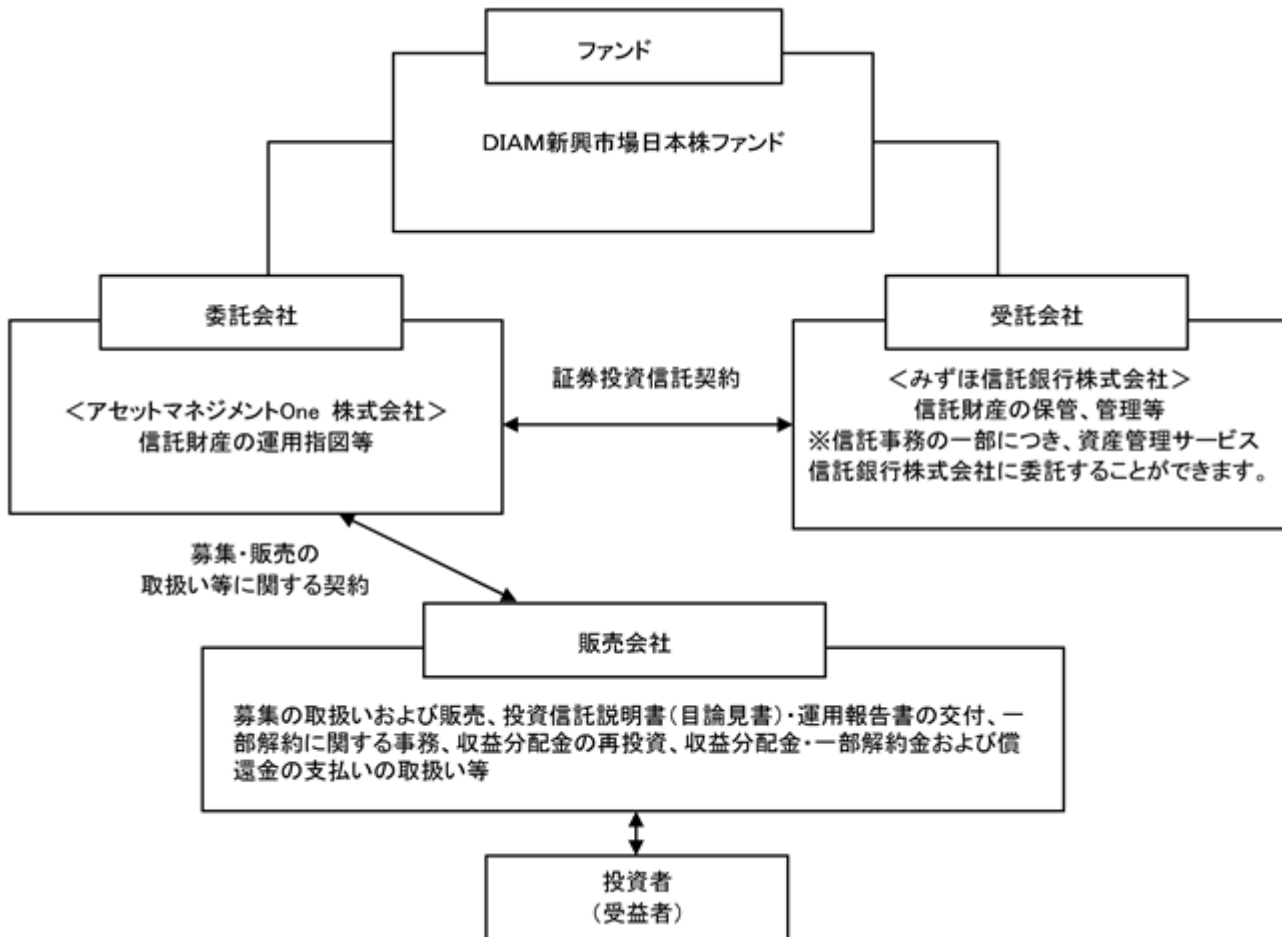 ファンド
DIAM新興市場日本株ファンド
委託会社
<アセットマネジメントOne 株式会社>
信託財産の運用指図等
証券投資信託契約
受託会社
<みずほ信託銀行株式会社>
信託財産の保管、管理等
※信託事務の一部につき、資産管理サービス
信託銀行株式会社に委託することができます。
募集・販売の
取扱い等に関する契約
販売会社
募集の取扱いおよび販売、投資信託説明書(目論見書)・運用報告書の交付、一
部解約に関する事務、収益分配金の再投資、収益分配金・一部解約金および償
還金の支払いの取扱い等
投資者
(受益者)